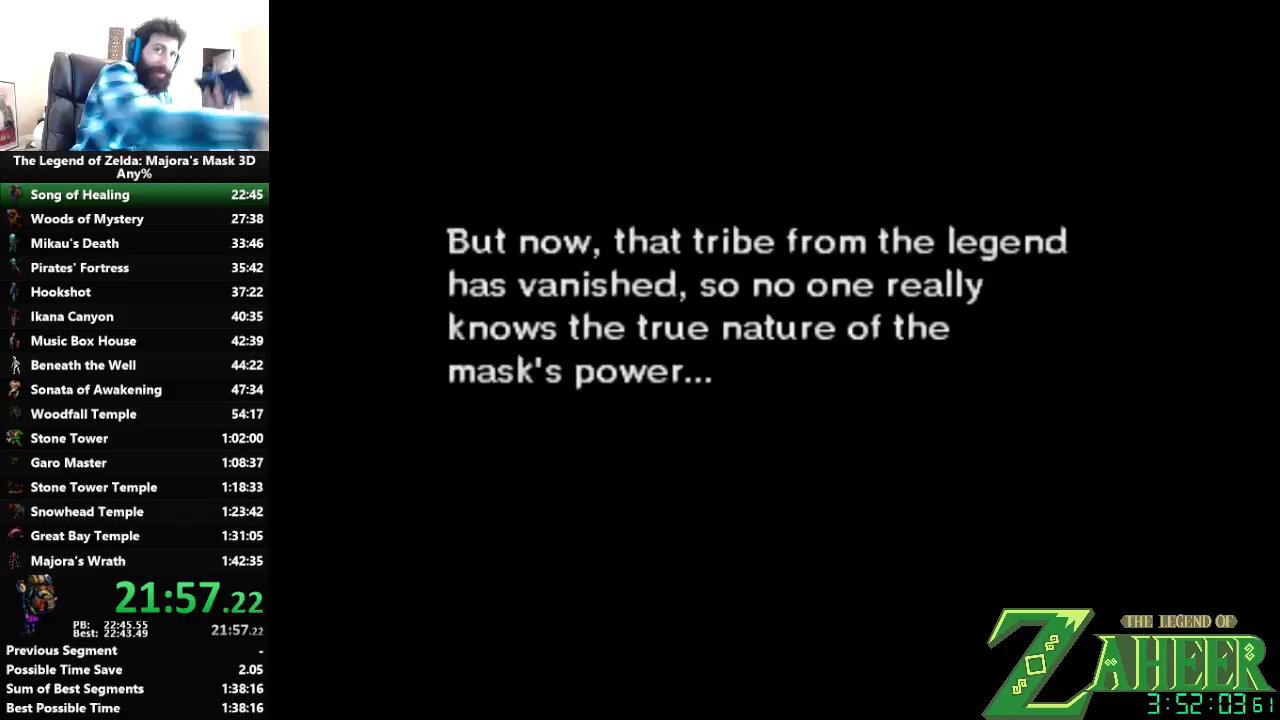 The Legend of Zelda: Majora's Mask 3D
Any%
Song of Healing 22:45
Woods of Mystery 27:38
Mikau's Death 33:46
Pirates' Fortress 35:42
Hookshot 37:22
Ikana Canyon 40:35
Music Box House 42:39
Beneath the Well 44:22
Sonata of Awakening 47:34
Woodfall Temple 54:17
Stone Tower 1:02:00
Garo Master 1:08:37
Stone Tower Temple 1:18:33
Snowhead Temple 1:23:42
Great Bay Temple 1:31:05
Majora's Wrath 1:42:35
21:57.22
PB: 22:45.55
Best: 22:43.49
21:57.22
Previous Segment -
Possible Time Save 2.05
Sum of Best Segments 1:38:16
Best Possible Time 1:38:16
But now, that tribe from the legend
has vanished, so no one really
knows the true nature of the
mask's power...
THE LEGEND OF
ZAHEER
3:52:03 61